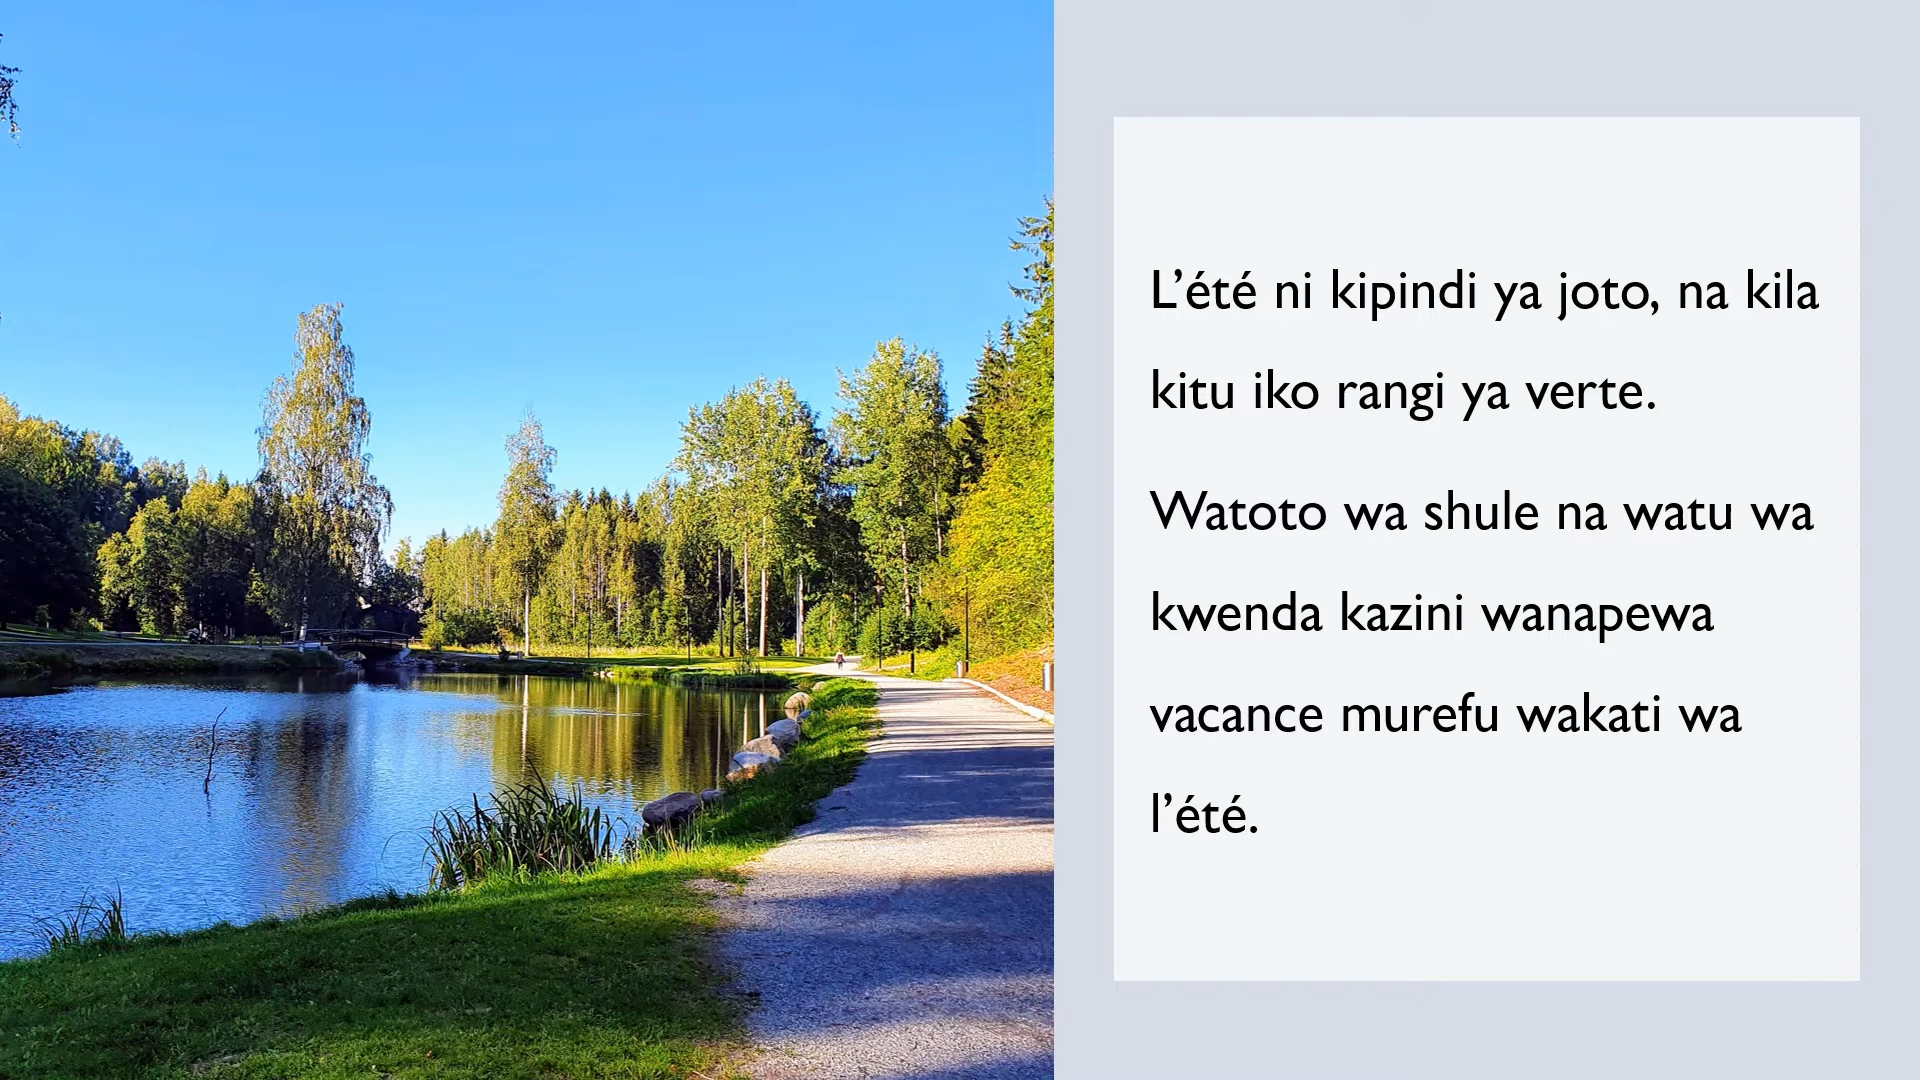 L’été ni kipindi ya joto, na kila
kitu iko rangi ya verte.
Watoto wa shule na watu wa
kwenda kazini wanapewa
vacance murefu wakati wa
l’été.